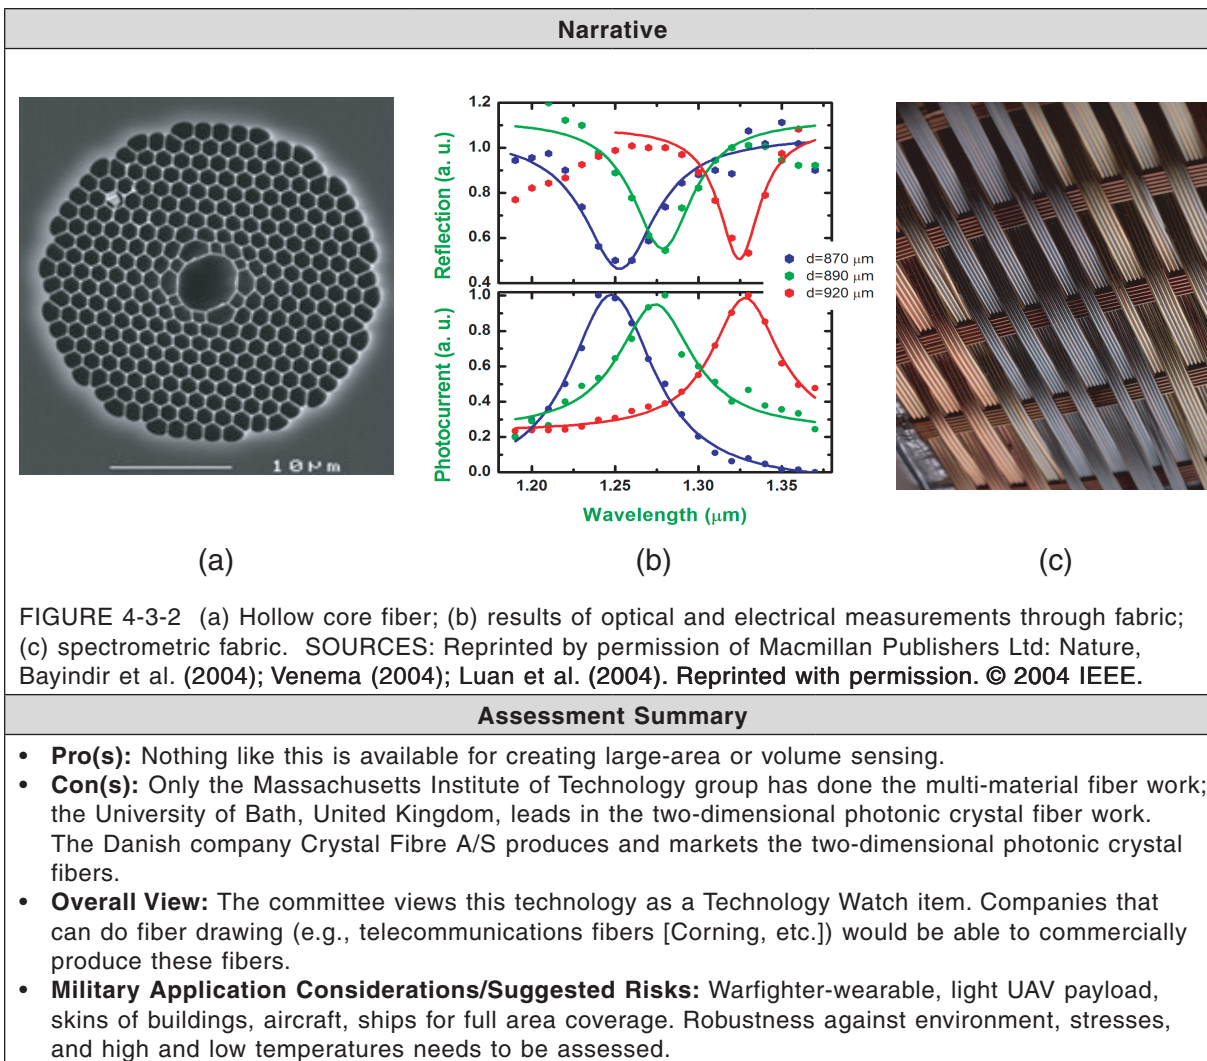 Narrative
10μm
Reflection (a. u.)
1.2
1.0
0.8
0.6
0.4
d=870 μm
d=890 μm
d=920 μm
Photocurrent (a. u.)
1.0
0.8
0.6
0.4
0.2
0.0
1.20 1.25 1.30 1.35
Wavelength (μm)
(a) (b) (c)
FIGURE 4-3-2 (a) Hollow core fiber; (b) results of optical and electrical measurements through fabric;
(c) spectrometric fabric. SOURCES: Reprinted by permission of Macmillan Publishers Ltd: Nature,
Bayindir et al. (2004); Venema (2004); Luan et al. (2004). Reprinted with permission. © 2004 IEEE.
Assessment Summary
• Pro(s): Nothing like this is available for creating large-area or volume sensing.
• Con(s): Only the Massachusetts Institute of Technology group has done the multi-material fiber work;
the University of Bath, United Kingdom, leads in the two-dimensional photonic crystal fiber work.
The Danish company Crystal Fibre A/S produces and markets the two-dimensional photonic crystal
fibers.
• Overall View: The committee views this technology as a Technology Watch item. Companies that
can do fiber drawing (e.g., telecommunications fibers [Corning, etc.]) would be able to commercially
produce these fibers.
• Military Application Considerations/Suggested Risks: Warfighter-wearable, light UAV payload,
skins of buildings, aircraft, ships for full area coverage. Robustness against environment, stresses,
and high and low temperatures needs to be assessed.